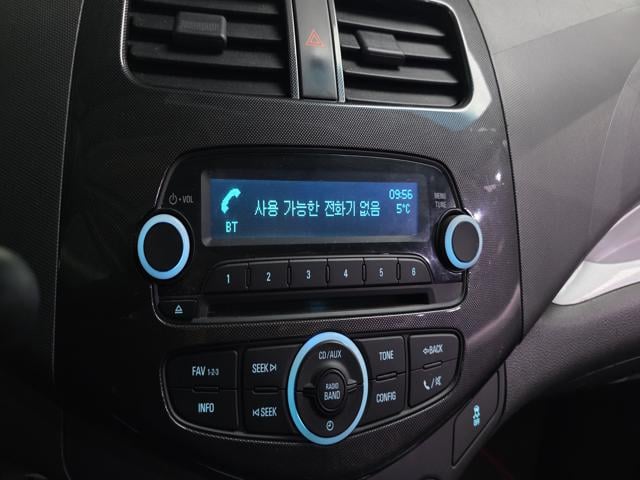 ⏻•VOL
09:56
사용 가능한 전화기 없음 5°C
BT
MENU
TUNE
1 2 3 4 5 6
CD/AUX
FAV 1-2-3
SEEK
TONE
BACK
RADIO
BAND
INFO
SEEK
CONFIG